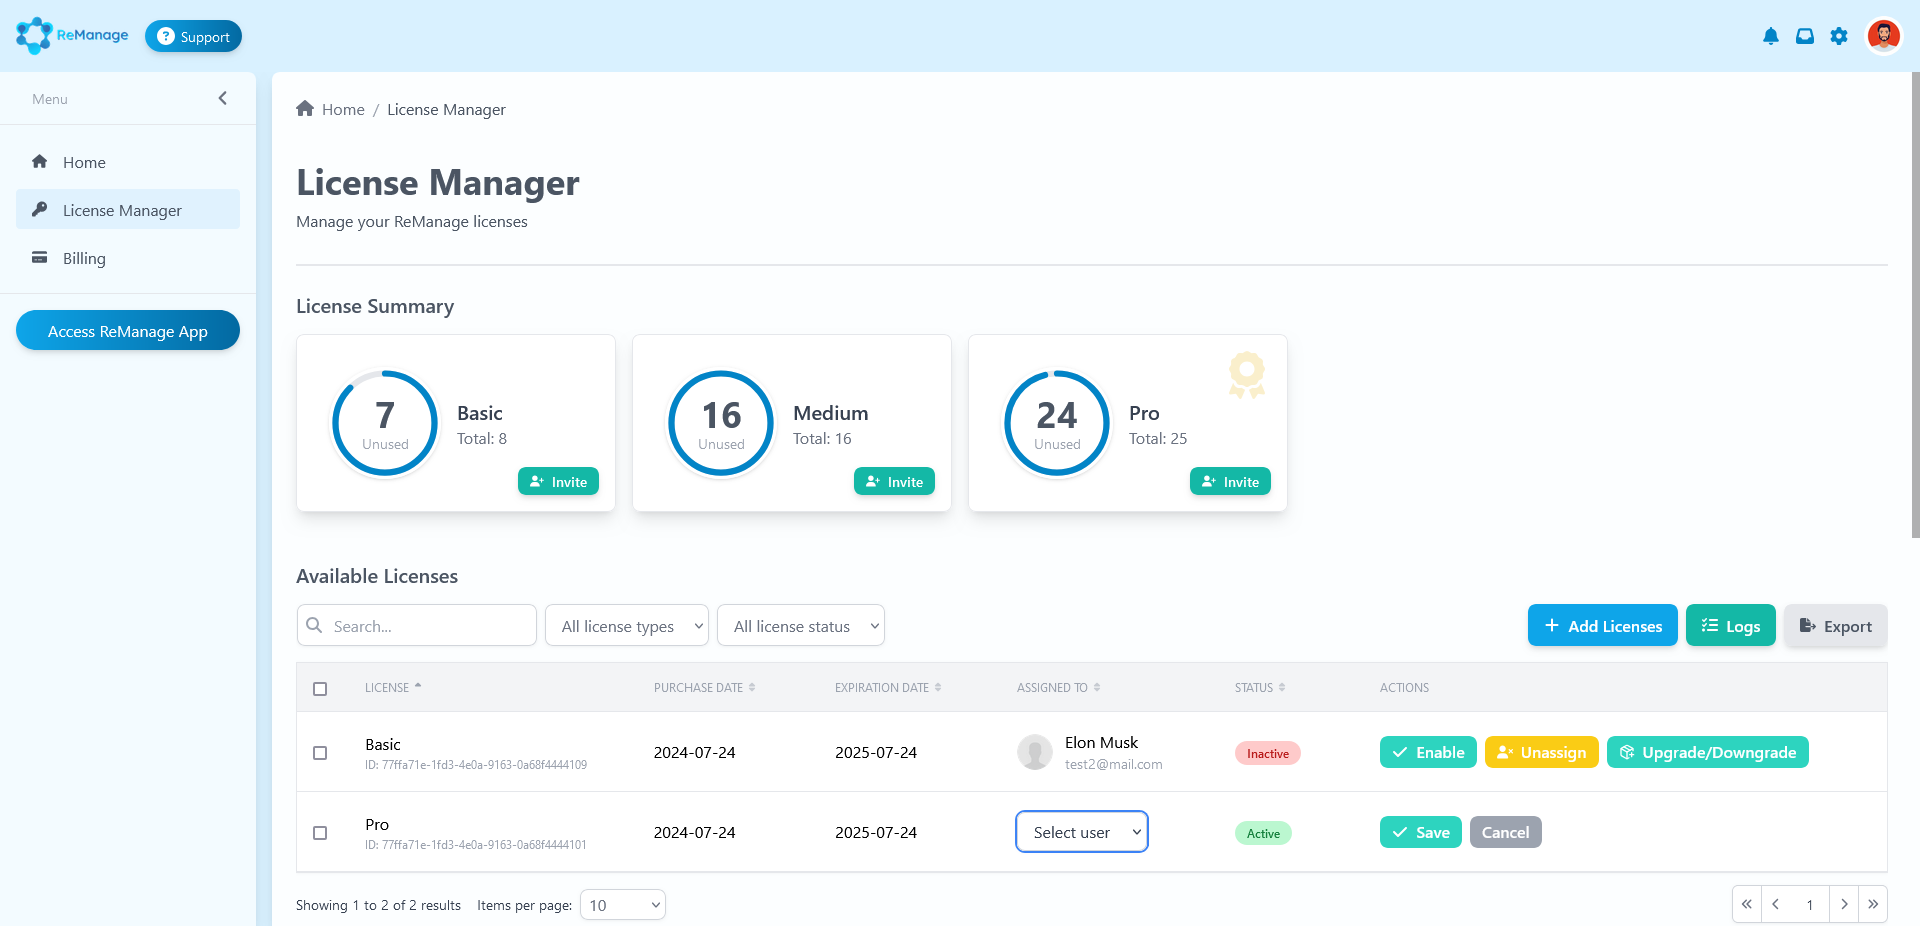 ReManage
Support
Menu
Home
License Manager
Billing
Access ReManage App
Home / License Manager
License Manager
Manage your ReManage licenses
License Summary
7
Unused
Basic
Total: 8
Invite
16
Unused
Medium
Total: 16
Invite
24
Unused
Pro
Total: 25
Invite
Available Licenses
Search...
All license types
All license status
Add Licenses
Logs
Export
LICENSE PURCHASE DATE EXPIRATION DATE ASSIGNED TO STATUS ACTIONS
Basic
ID: 77ffa71e-1fd3-4e0a-9163-0a68f4444109
2024-07-24
2025-07-24
Elon Musk
test2@mail.com
Inactive
Enable
Unassign
Upgrade/Downgrade
Pro
ID: 77ffa71e-1fd3-4e0a-9163-0a68f4444101
2024-07-24
2025-07-24
Select user
Active
Save
Cancel
Showing 1 to 2 of 2 results Items per page: 10
1